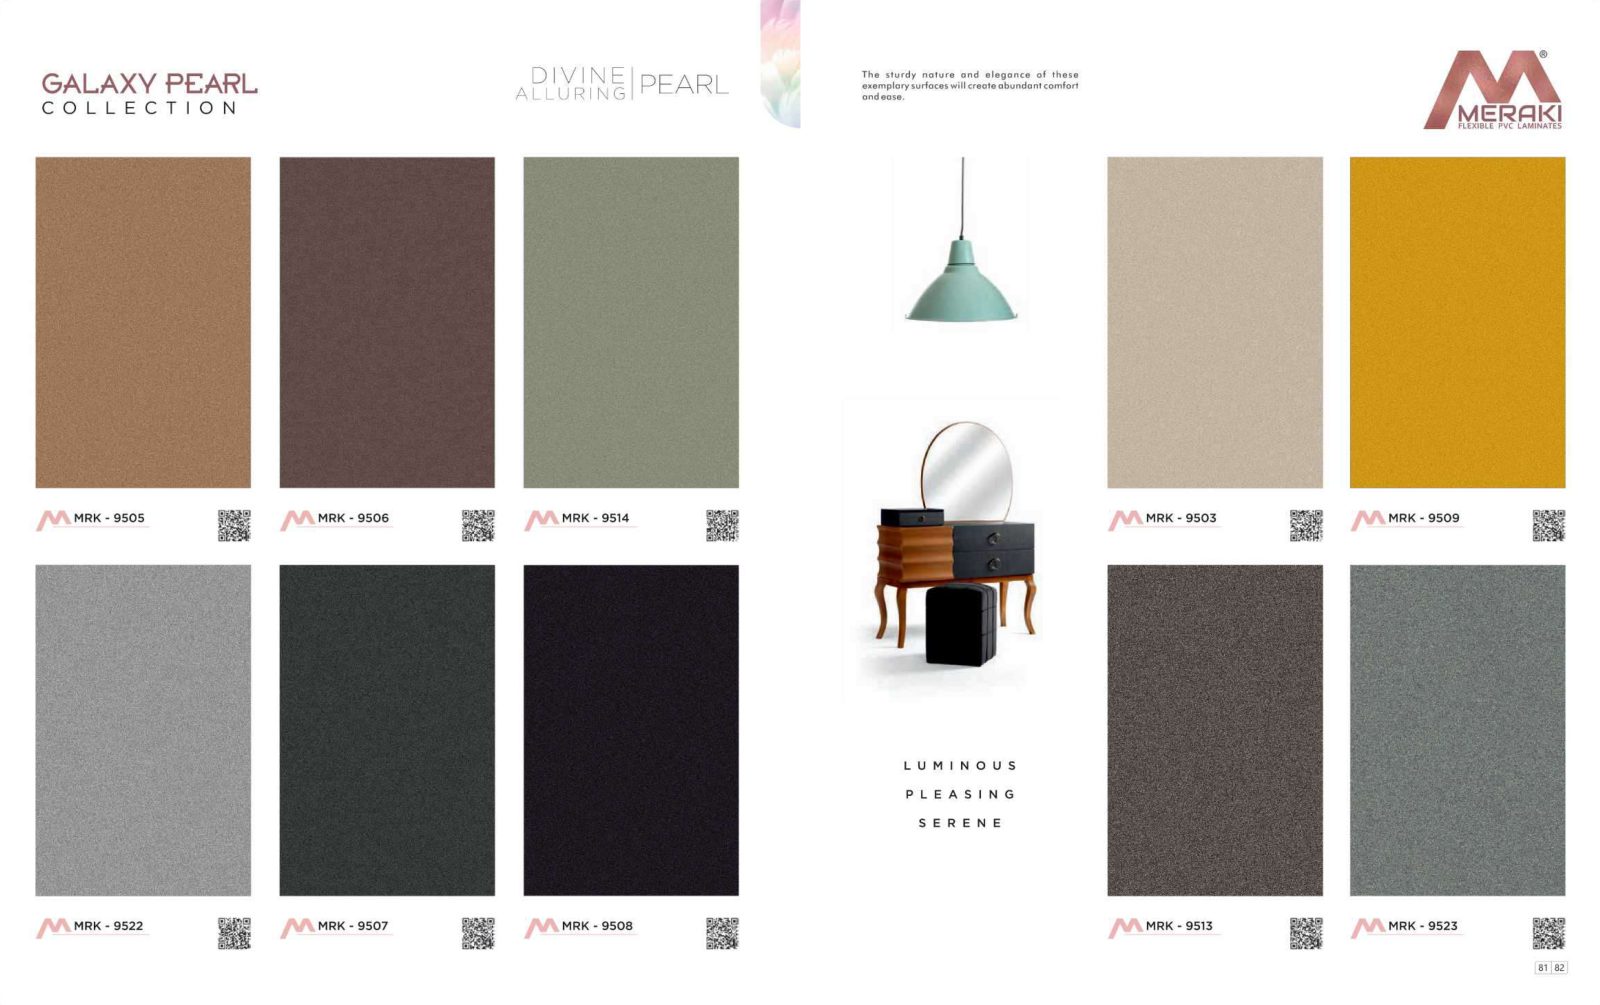 GALAXY PEARL
COLLECTION
DIVINE
ALLURING
PEARL
The sturdy nature and elegance of these
exemplary surfaces will create abundant comfort
and ease.
®
MERAKI
FLEXIBLE PVC LAMINATES
MRK - 9505
MRK - 9506
MRK - 9514
MRK - 9503
MRK - 9509
MRK - 9522
MRK - 9507
MRK - 9508
LUMINOUS
PLEASING
SERENE
MRK - 9513
MRK - 9523
81 82